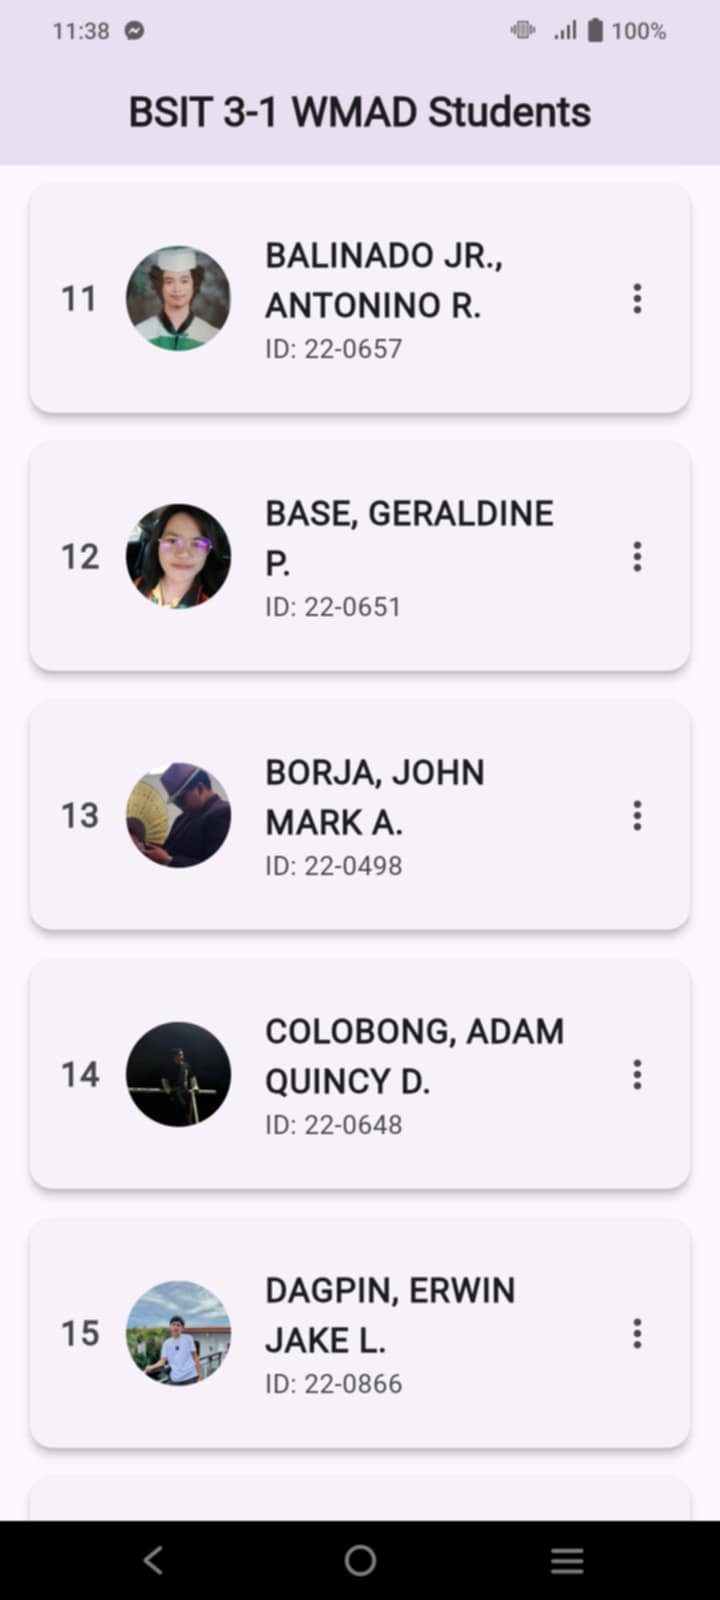 11:38 100%
BSIT 3-1 WMAD Students
11
BALINADO JR.,
ANTONINO R.
ID: 22-0657
12
BASE, GERALDINE
P.
ID: 22-0651
13
BORJA, JOHN
MARK A.
ID: 22-0498
14
COLOBONG, ADAM
QUINCY D.
ID: 22-0648
15
DAGPIN, ERWIN
JAKE L.
ID: 22-0866